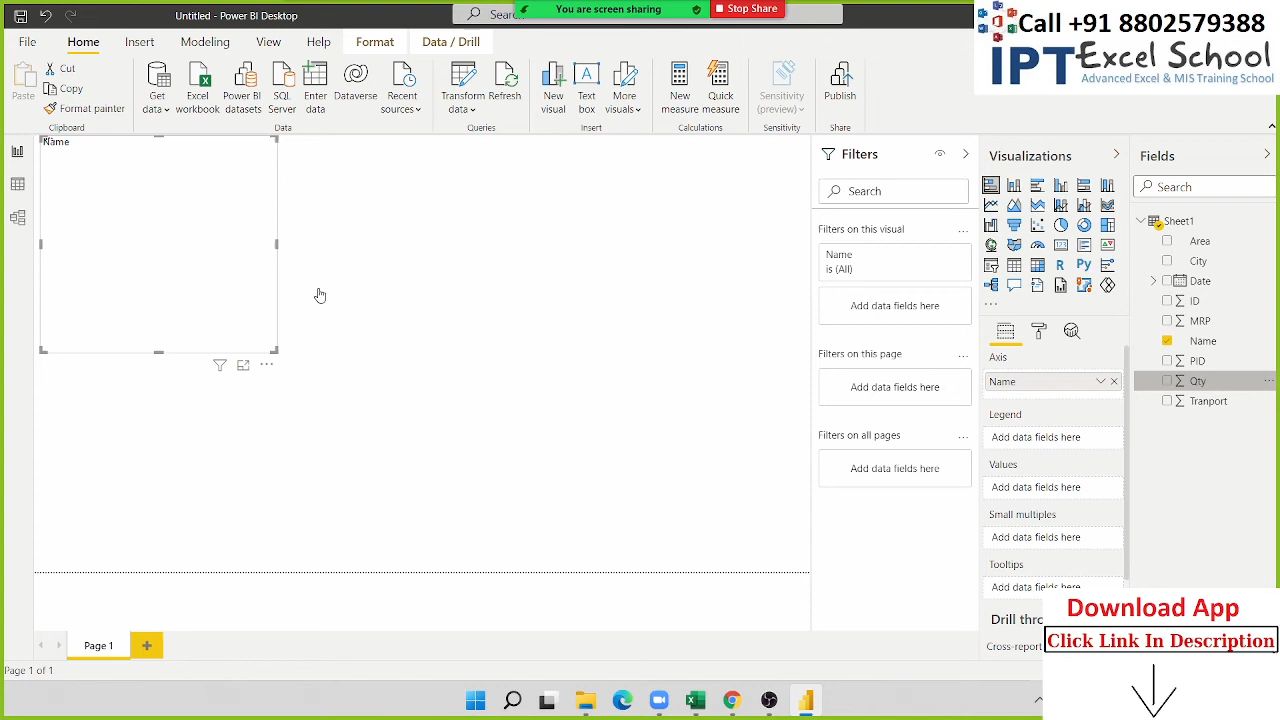 Untitled - Power BI Desktop
Sear
You are screen sharing
Stop Share
Call +91 8802579388
IPT Excel School
Advanced Excel & MIS Training School
File
Home
Insert
Modeling
View
Help
Format
Data / Drill
Paste
Cut
Copy
Format painter
Get data
Excel workbook
Power BI datasets
SQL Server
Enter data
Dataverse
Recent sources
Transform data
Refresh
New visual
Text box
More visuals
New measure
Quick measure
Sensitivity (preview)
Publish
Clipboard
Data
Queries
Insert
Calculations
Sensitivity
Share
Name
Filters
Search
Filters on this visual
Name
is (All)
Add data fields here
Filters on this page
Add data fields here
Filters on all pages
Add data fields here
Visualizations
123
R
Py
Axis
Name
Legend
Add data fields here
Values
Add data fields here
Small multiples
Add data fields here
Tooltips
Add data fields here
Drill thr
Cross-report
Fields
Search
Sheet1
Area
City
Date
ID
MRP
Name
PID
Qty
Tranport
Download App
Click Link In Description
Page 1
Page 1 of 1